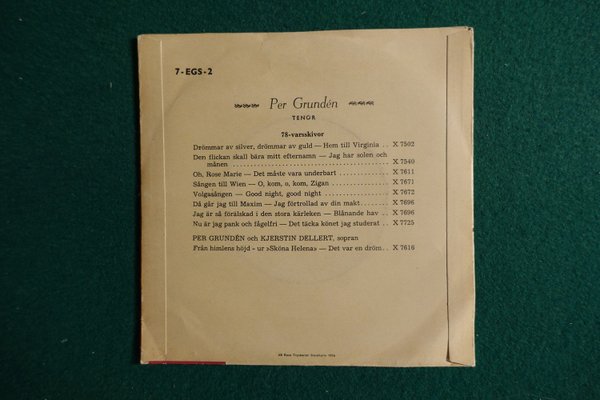 7-EGS-2
Per Grundén
TENOR
78-varsskivor
Drömmar av silver, drömmar av guld — Hem till Virginia . . X 7502
Den flickan skall bära mitt efternamn — Jag har solen och
månen . . . . . . . . . . . . . . . . . . . . . . . . . . . . . . . . X 7540
Oh, Rose Marie — Det måste vara underbart . . . . . . . . . . X 7611
Sången till Wien — O, kom, o, kom, Zigan . . . . . . . . . . . X 7671
Volgasången — Good night, good night . . . . . . . . . . . . . X 7672
Då går jag till Maxim — Jag förtrollad av din makt . . . . . . X 7696
Jag är så förälskad i den stora kärleken — Blånande hav . . X 7696
Nu är jag pank och fågelfri — Det täcka könet jag studerat . . X 7725
PER GRUNDÉN och KJERSTIN DELLERT, sopran
Från himlens höjd - ur »Sköna Helena» — Det var en dröm . . X 7616